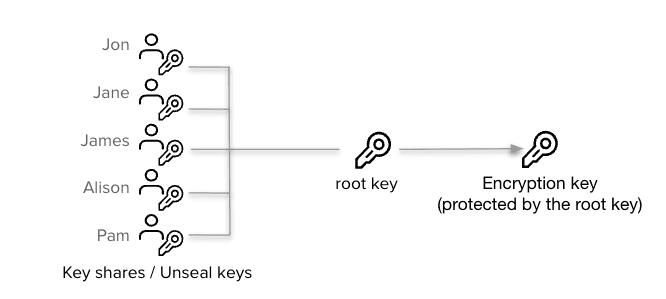 Jon
Jane
James
Alison
Pam
Key shares / Unseal keys
root key
Encryption key
(protected by the root key)